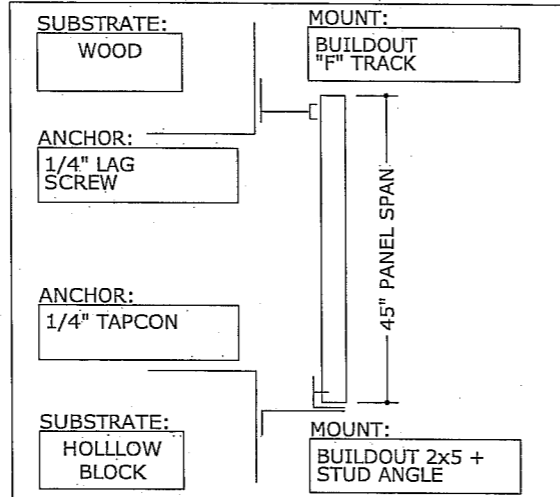 SUBSTRATE:
WOOD
MOUNT:
BUILDOUT
"F" TRACK
ANCHOR:
1/4" LAG
SCREW
45" PANEL SPAN
ANCHOR:
1/4" TAPCON
SUBSTRATE:
HOLLLOW
BLOCK
MOUNT:
BUILDOUT 2x5 +
STUD ANGLE